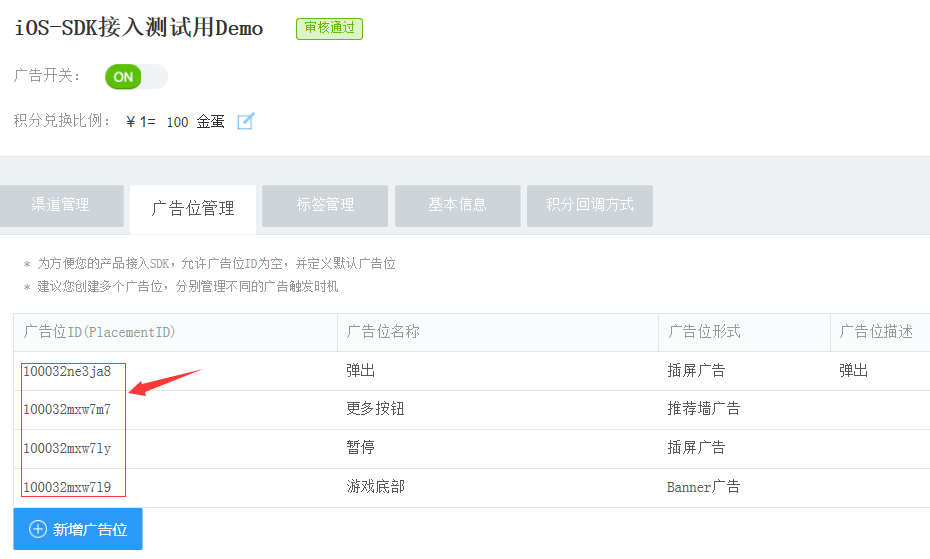 iOS-SDK接入测试用Demo 审核通过
广告开关： ON
积分兑换比例： ￥1= 100 金蛋
渠道管理 广告位管理 标签管理 基本信息 积分回调方式
* 为方便您的产品接入SDK，允许广告位ID为空，并定义默认广告位
* 建议您创建多个广告位，分别管理不同的广告触发时机
广告位ID(PlacementID) 广告位名称 广告位形式 广告位描述
100032ne3ja8 弹出 插屏广告 弹出
100032mxw7m7 更多按钮 推荐墙广告
100032mxw7ly 暂停 插屏广告
100032mxw7l9 游戏底部 Banner广告
新增广告位